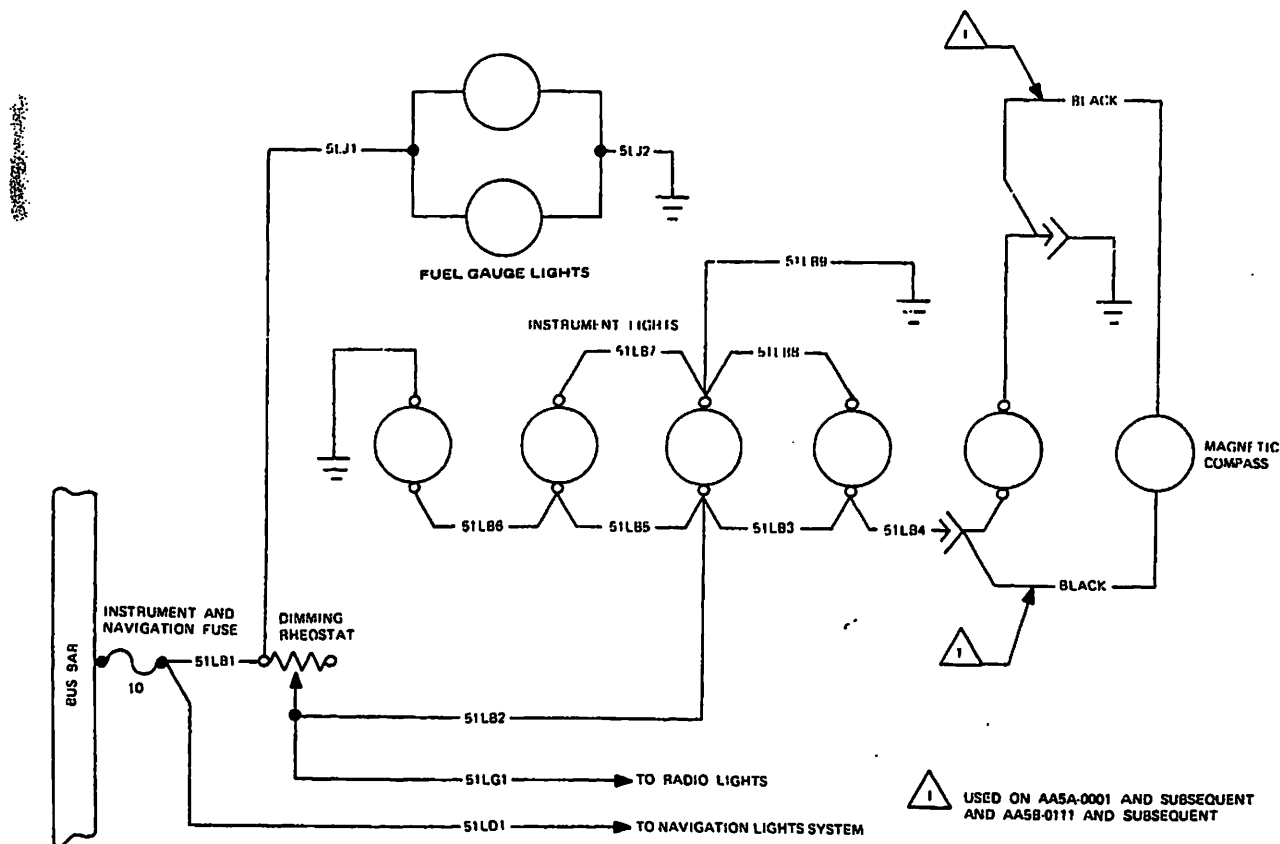 1
BLACK
51J1
51J2
FUEL GAUGE LIGHTS
51LB9
INSTRUMENT LIGHTS
51LB7
51LB8
MAGNETIC
COMPASS
51LB6
51LB5
51LB3
51LB4
BLACK
INSTRUMENT AND
NAVIGATION FUSE
DIMMING
RHEOSTAT
1
BUS BAR
51LB1
10
51LB2
51LG1
TO RADIO LIGHTS
1
USED ON AA5A-0001 AND SUBSEQUENT
AND AA5B-0111 AND SUBSEQUENT
51LD1
TO NAVIGATION LIGHTS SYSTEM